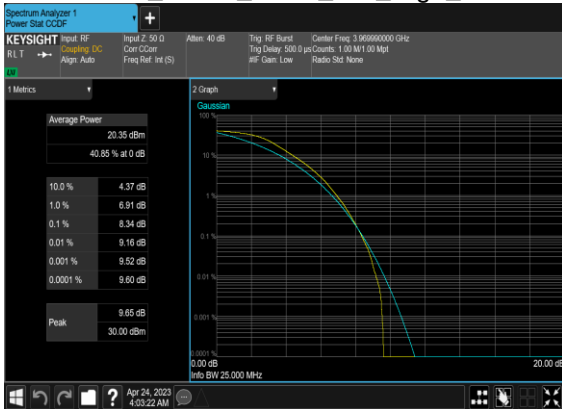 Spectrum Analyzer 1
Power Stat CCDF
KEYSIGHT
Input: RF
Input Z: 50 Ω
Atten: 40 dB
Trig: RF Burst
Center Freq: 3.969990000 GHz
RLT
Coupling: DC
Corr CCorr
Trig Delay: 500.0 µs
Counts: 1.00 M/1.00 Mpt
Align: Auto
Freq Ref: Int (S)
#IF Gain: Low
Radio Std: None
1 Metrics
2 Graph
Average Power
20.35 dBm
40.85 % at 0 dB
10.0 % 4.37 dB
1.0 % 6.91 dB
0.1 % 8.34 dB
0.01 % 9.16 dB
0.001 % 9.52 dB
0.0001 % 9.60 dB
Peak
9.65 dB
30.00 dBm
Gaussian
100 %
10 %
1 %
0.1 %
0.01 %
0.001 %
0.0001 %
0.00 dB
20.00 dB
Info BW 25.000 MHz
?
Apr 24, 2023
4:03:22 AM